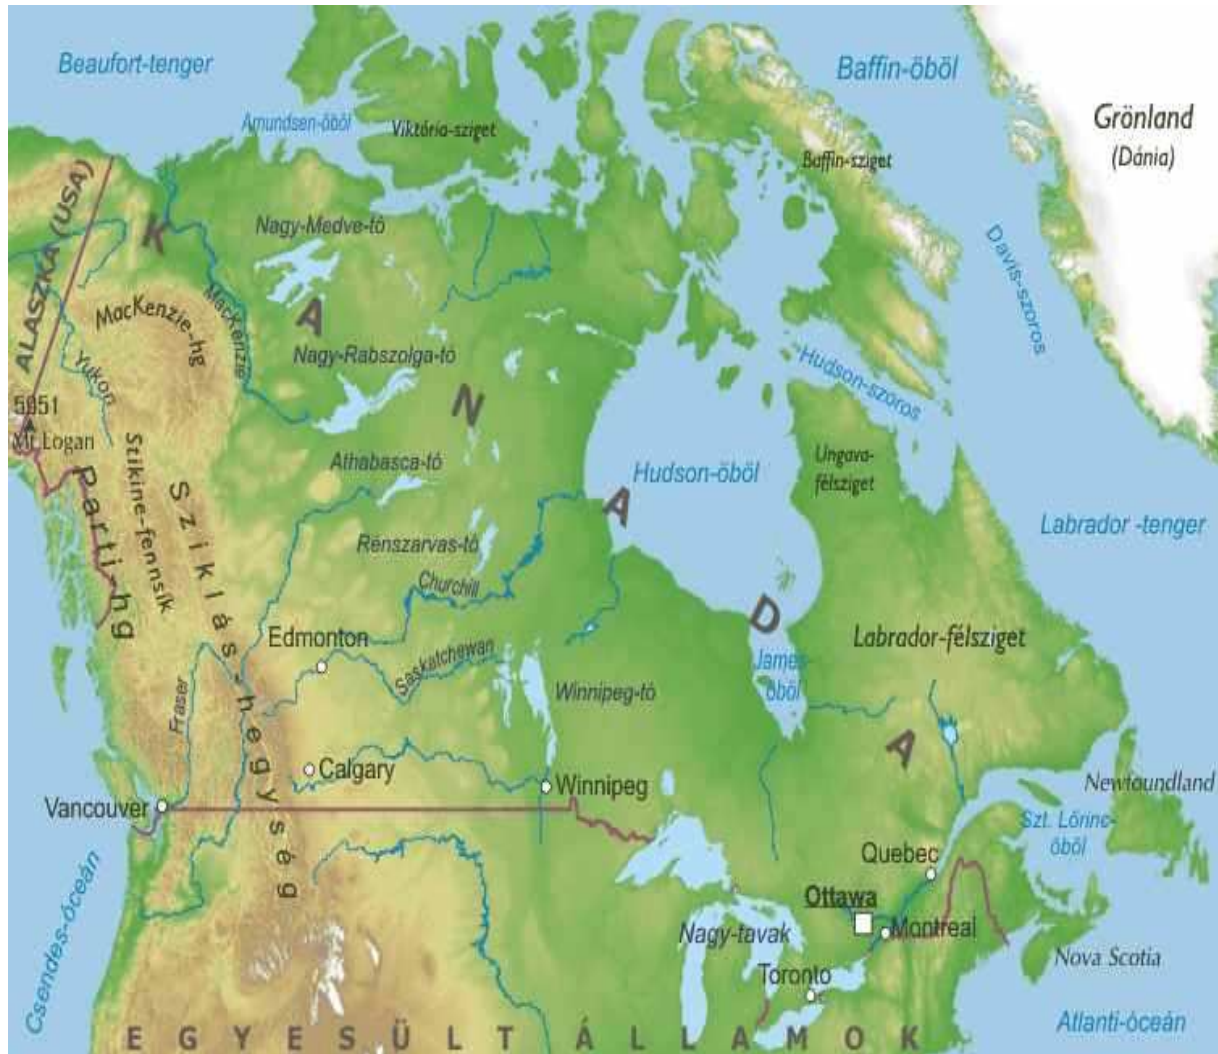 Beaufort-tenger
Baffin-öböl
Grönland
(Dánia)
Amundsen-öböl
Viktória-sziget
Baffin-sziget
ALASZKA (USA)
Nagy-Medve-tó
Davis-szoros
MacKenzie-hg
MacKenzie
Nagy-Rabszolga-tó
Hudson-szoros
Yukon
5951
Mt Logan
KANADA
Athabasca-tó
Hudson-öböl
Ungava-
félsziget
Labrador -tenger
Parti-hg
Stikine-fennsík
Sziklás-hegység
Rénszarvas-tó
Churchill
Edmonton
Saskatchewan
Labrador-félsziget
James-
öböl
Fraser
Winnipeg-tó
Calgary
Winnipeg
Vancouver
Newfoundland
Szt. Lőrinc-
öböl
Quebec
Ottawa
Montreal
Nagy-tavak
Toronto
Nova Scotia
Csendes-óceán
Atlanti-óceán
EGYESÜLT ÁLLAMOK